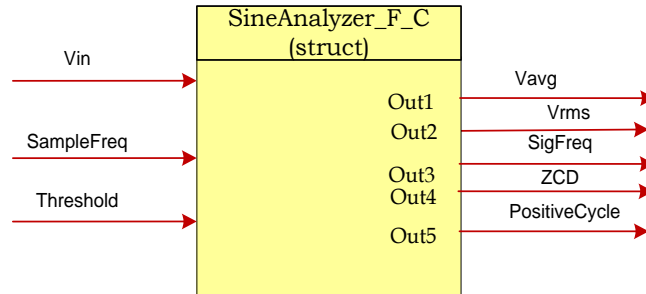 SineAnalyzer_F_C
(struct)
Vin
SampleFreq
Threshold
Out1
Out2
Out3
Out4
Out5
Vavg
Vrms
SigFreq
ZCD
PositiveCycle